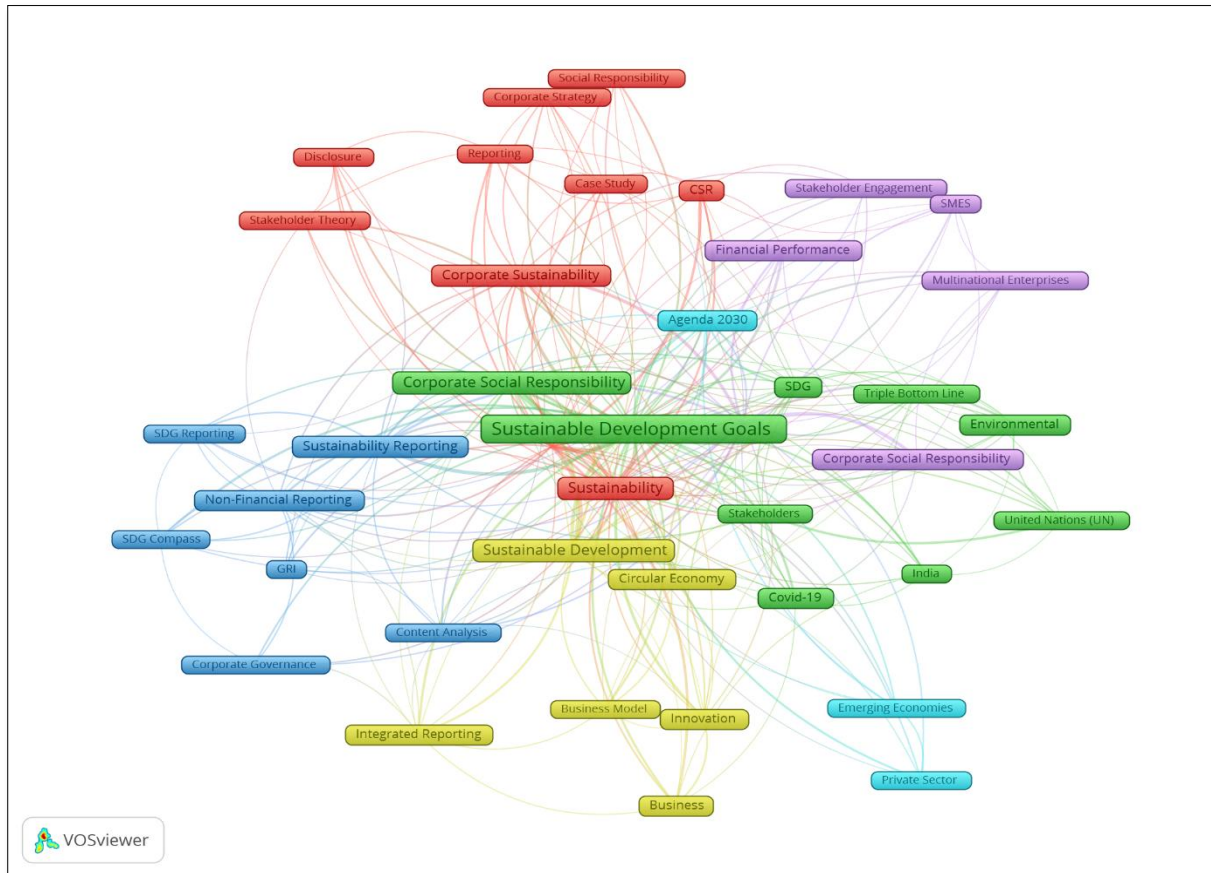 Social Responsibility
Corporate Strategy
Disclosure
Reporting
Case Study
CSR
Stakeholder Engagement
SMES
Stakeholder Theory
Financial Performance
Corporate Sustainability
Multinational Enterprises
Agenda 2030
Corporate Social Responsibility
SDG
Triple Bottom Line
Sustainable Development Goals
Environmental
SDG Reporting
Sustainability Reporting
Corporate Social Responsibility
Sustainability
Non-Financial Reporting
Stakeholders
United Nations (UN)
SDG Compass
Sustainable Development
GRI
Circular Economy
India
Covid-19
Content Analysis
Corporate Governance
Business Model
Emerging Economies
Innovation
Integrated Reporting
Private Sector
Business
VOSviewer